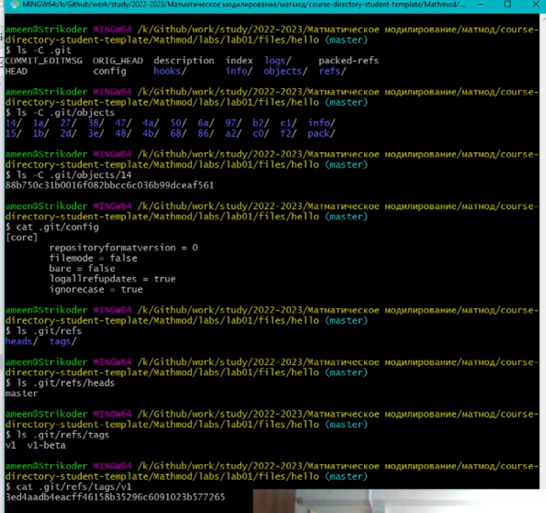 MINGW64:/k/Github/work/study/2022-2023/Матматическое модилирование/матмод/course-directory-student-template/Mathmod/...
ameen@Strikoder MINGW64 /k/Github/work/study/2022-2023/Матматическое модилирование/матмод/course-
directory-student-template/Mathmod/labs/lab01/files/hello (master)
$ ls -C .git
COMMIT_EDITMSG ORIG_HEAD description index logs/ packed-refs
HEAD config hooks/ info/ objects/ refs/
ameen@Strikoder MINGW64 /k/Github/work/study/2022-2023/Матматическое модилирование/матмод/course-
directory-student-template/Mathmod/labs/lab01/files/hello (master)
$ ls -C .git/objects
14/ 1a/ 27/ 38/ 47/ 4a/ 50/ 6a/ 97/ b2/ c1/ info/
15/ 1b/ 2d/ 3e/ 48/ 4b/ 68/ 86/ a2/ c0/ f2/ pack/
ameen@Strikoder MINGW64 /k/Github/work/study/2022-2023/Матматическое модилирование/матмод/course-
directory-student-template/Mathmod/labs/lab01/files/hello (master)
$ ls -C .git/objects/14
88b750c31b0016f082bbcc6c036b99dceaf561
ameen@Strikoder MINGW64 /k/Github/work/study/2022-2023/Матматическое модилирование/матмод/course-
directory-student-template/Mathmod/labs/lab01/files/hello (master)
$ cat .git/config
[core]
repositoryformatversion = 0
filemode = false
bare = false
logallrefupdates = true
ignorecase = true
ameen@Strikoder MINGW64 /k/Github/work/study/2022-2023/Матматическое модилирование/матмод/course-
directory-student-template/Mathmod/labs/lab01/files/hello (master)
$ ls .git/refs
heads/ tags/
ameen@Strikoder MINGW64 /k/Github/work/study/2022-2023/Матматическое модилирование/матмод/course-
directory-student-template/Mathmod/labs/lab01/files/hello (master)
$ ls .git/refs/heads
master
ameen@Strikoder MINGW64 /k/Github/work/study/2022-2023/Матматическое модилирование/матмод/course-
directory-student-template/Mathmod/labs/lab01/files/hello (master)
$ ls .git/refs/tags
v1 v1-beta
ameen@Strikoder MINGW64 /k/Github/work/study/2022-2023/Матматическое модилирование/матмод/course-
directory-student-template/Mathmod/labs/lab01/files/hello (master)
$ cat .git/refs/tags/v1
3ed4aadb4eacff46158b35296c6091023b577265